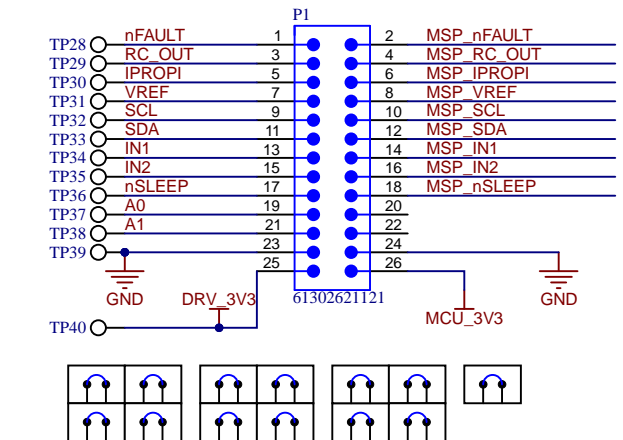 P1
TP28 nFAULT 1 2 MSP_nFAULT
TP29 RC_OUT 3 4 MSP_RC_OUT
TP30 IPROPI 5 6 MSP_IPROPI
TP31 VREF 7 8 MSP_VREF
TP32 SCL 9 10 MSP_SCL
TP33 SDA 11 12 MSP_SDA
TP34 IN1 13 14 MSP_IN1
TP35 IN2 15 16 MSP_IN2
TP36 nSLEEP 17 18 MSP_nSLEEP
TP37 A0 19 20
TP38 A1 21 22
TP39 23 24
25 26
GND DRV_3V3 61302621121 GND
MCU_3V3
TP40